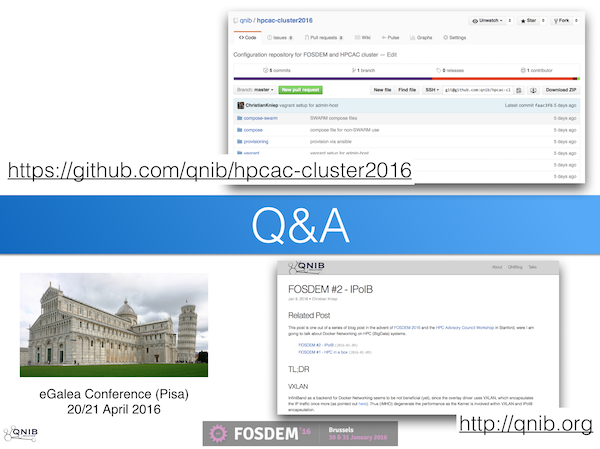 qnib / hpcac-cluster2016
Unwatch 2 Star 0 Fork 0
Code Issues 0 Pull requests 0 Wiki Pulse Graphs Settings
Configuration repository for FOSDEM and HPCAC cluster — Edit
5 commits 1 branch 0 releases 1 contributor
Branch: master New pull request New file Find file SSH git@github.com:qnib/hpcac-cl Download ZIP
ChristianKniep vagrant setup for admin-host Latest commit 5 days ago
compose-swarm SWARM compose files 5 days ago
compose compose file for non-SWARM use 5 days ago
provisioning provision via ansible 5 days ago
vagrant vagrant setup for admin-host 5 days ago
5 days ago
5 days ago
https://github.com/qnib/hpcac-cluster2016
Q&A
QNIB About QNIBlog Talks
FOSDEM #2 - IPoIB
Related Post
This post is one out of a series of blog post in the advent of FOSDEM 2016 and the HPC Advisory Council Workshop in Stanford, were I am
going to talk about Docker Networking on HPC (BigData) systems.
FOSDEM #2 - IPoIB
FOSDEM #1 - HPC in a box
TL;DR
VXLAN
InfiniBand as a backend for Docker Networking seems to be not beneficial (yet), since the overlay driver uses VXLAN, which encapsulates
the IP traffic once more (as pointed out here). Thus (IMHO) degenerate the performance as the Kernel is involved within VXLAN and IPoIB
encapsulation.
eGalea Conference (Pisa)
20/21 April 2016
http://qnib.org
QNIB
FOSDEM '16
Brussels
30 & 31 January 2016